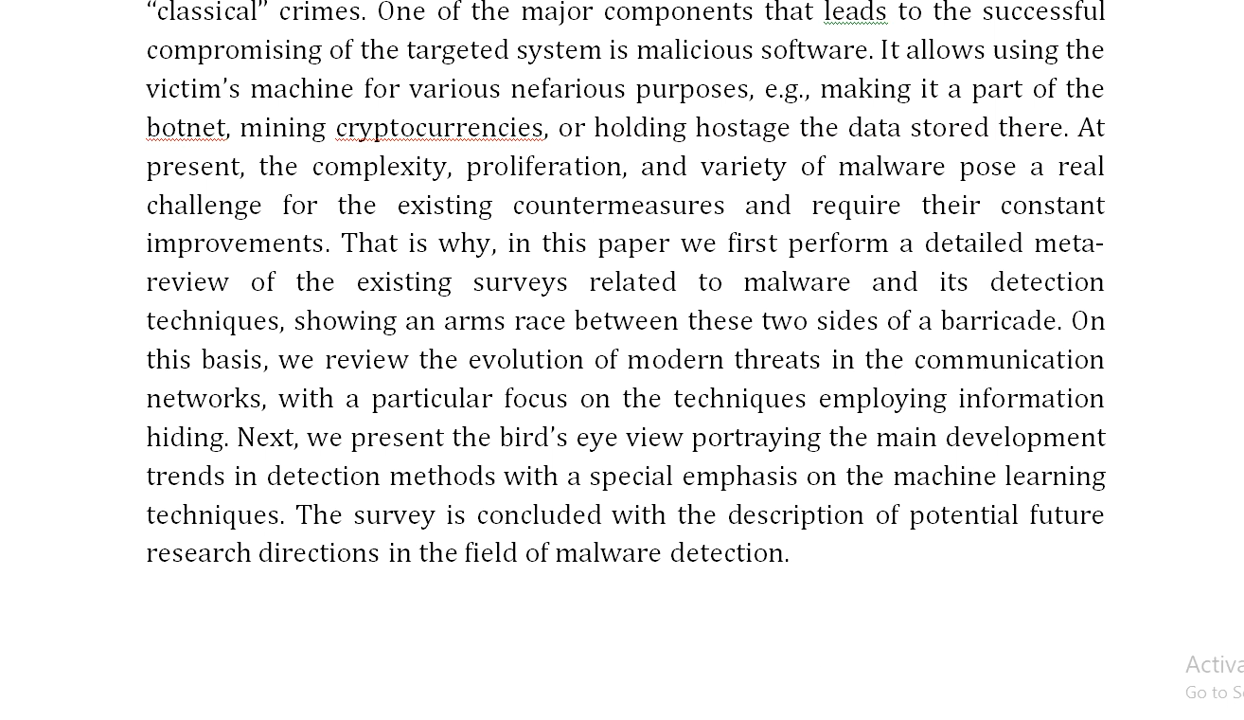 “classical” crimes. One of the major components that leads to the successful
compromising of the targeted system is malicious software. It allows using the
victim’s machine for various nefarious purposes, e.g., making it a part of the
botnet, mining cryptocurrencies, or holding hostage the data stored there. At
present, the complexity, proliferation, and variety of malware pose a real
challenge for the existing countermeasures and require their constant
improvements. That is why, in this paper we first perform a detailed meta-
review of the existing surveys related to malware and its detection
techniques, showing an arms race between these two sides of a barricade. On
this basis, we review the evolution of modern threats in the communication
networks, with a particular focus on the techniques employing information
hiding. Next, we present the bird’s eye view portraying the main development
trends in detection methods with a special emphasis on the machine learning
techniques. The survey is concluded with the description of potential future
research directions in the field of malware detection.
Activa
Go to S